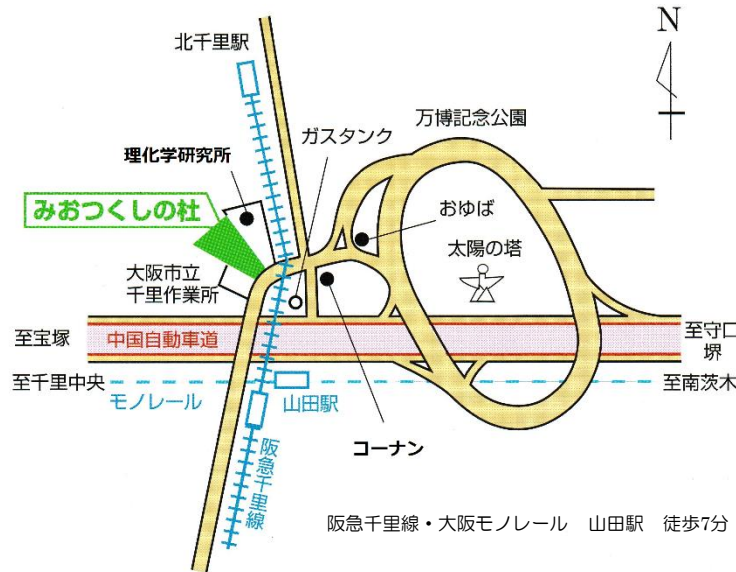 N
北千里駅
万博記念公園
ガスタンク
理化学研究所
みおつくしの杜
おゆば
太陽の塔
大阪市立
千里作業所
至宝塚
中国自動車道
至守口
堺
至千里中央
モノレール
山田駅
至南茨木
阪急千里線
コーナン
阪急千里線・大阪モノレール　山田駅　徒歩7分